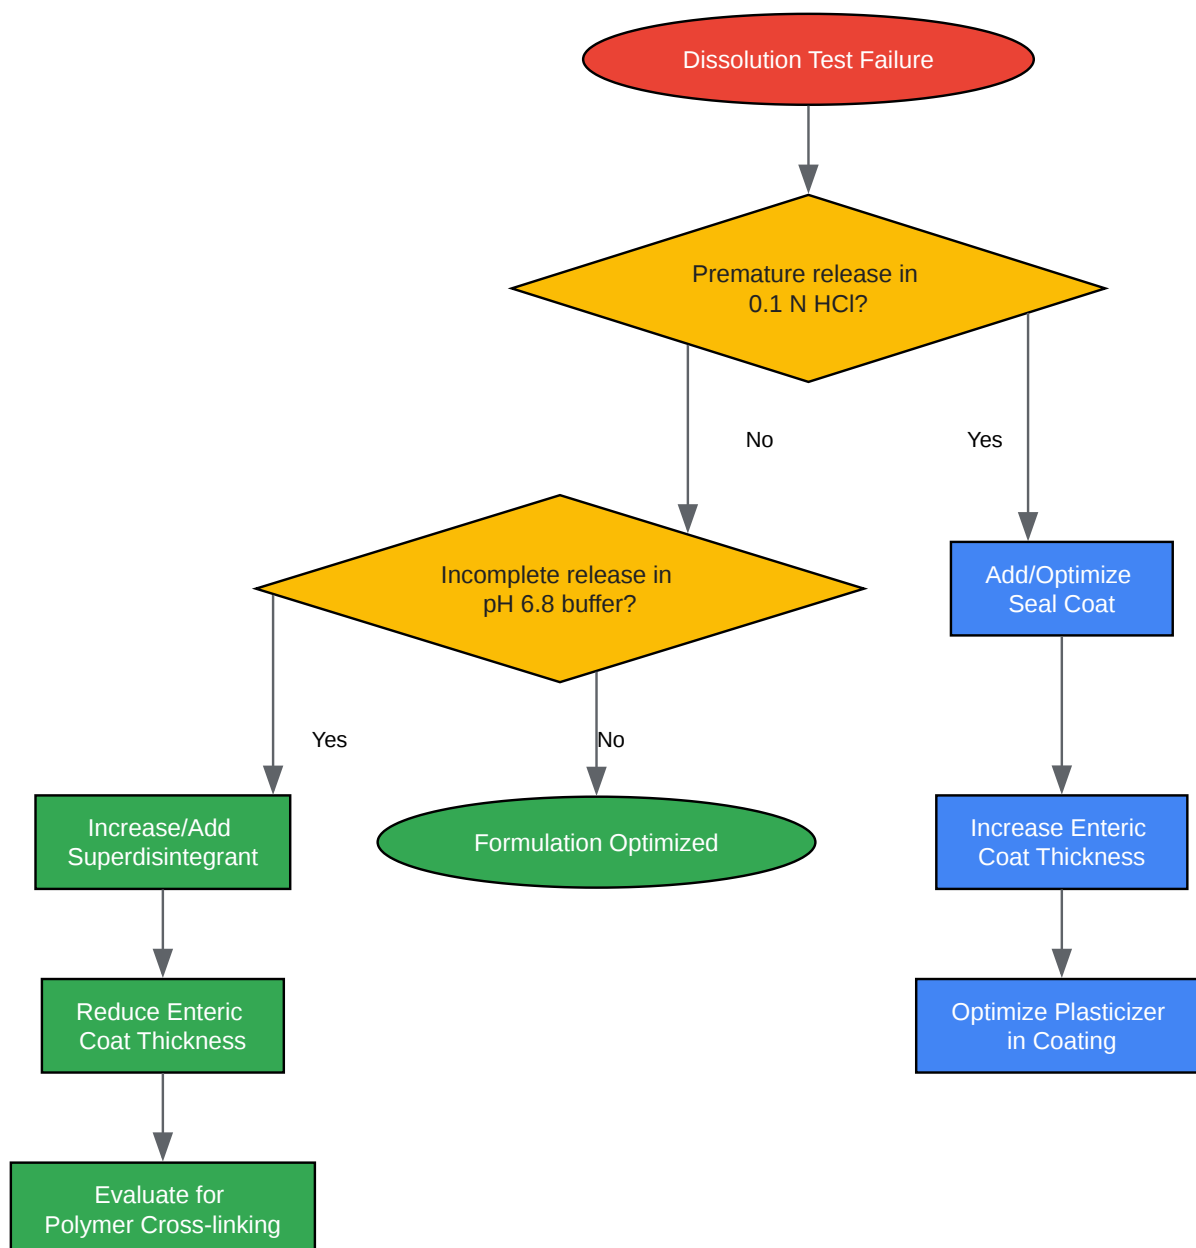 Dissolution Test Failure
Premature release in
0.1 N HCl?
No
Yes
Incomplete release in
pH 6.8 buffer?
Add/Optimize
Seal Coat
Yes
No
Increase/Add
Superdisintegrant
Formulation Optimized
Increase Enteric
Coat Thickness
Reduce Enteric
Coat Thickness
Optimize Plasticizer
in Coating
Evaluate for
Polymer Cross-linking